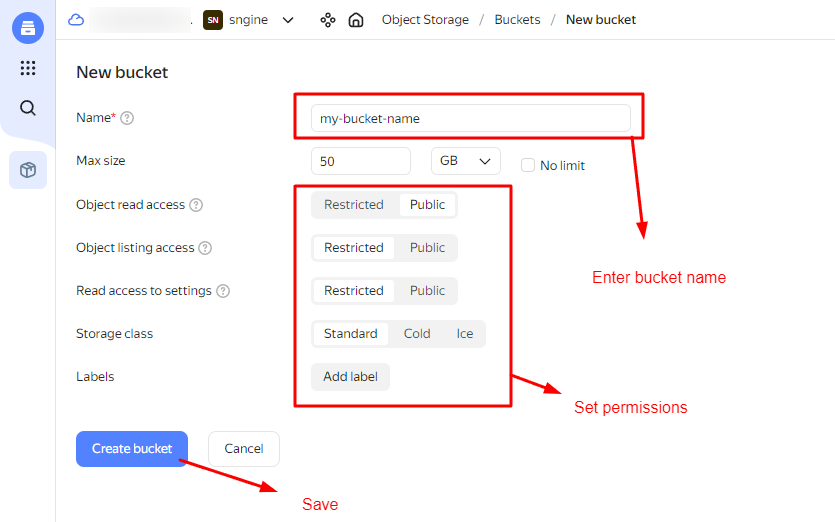 SN sngine Object Storage / Buckets / New bucket
New bucket
Name* ? my-bucket-name
Max size 50 GB No limit
Object read access ? Restricted Public
Object listing access ? Restricted Public
Enter bucket name
Read access to settings ? Restricted Public
Storage class Standard Cold Ice
Labels Add label
Set permissions
Create bucket Cancel
Save